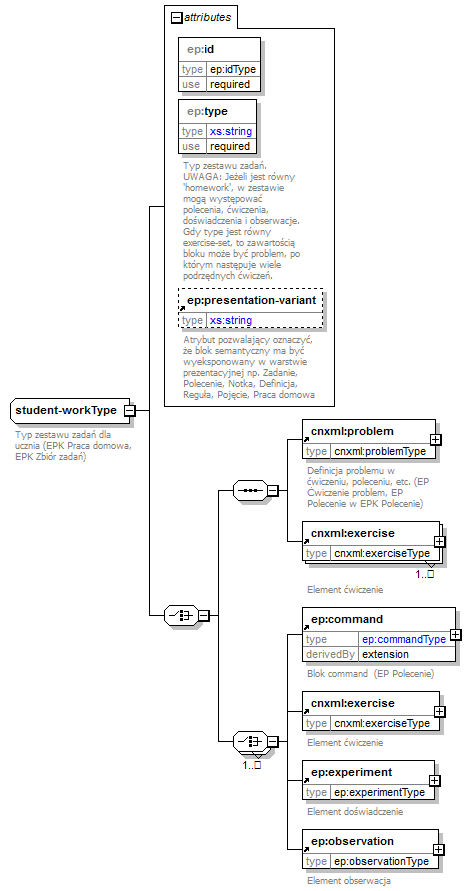 attributes
ep:id
type ep:idType
use required
ep:type
type xs:string
use required
Typ zestawu zadań.
UWAGA: Jeżeli jest równy
'homework', w zestawie
mogą występować
polecenia, ćwiczenia,
doświadczenia i obserwacje.
Gdy type jest równy
exercise-set, to zawartością
bloku może być problem, po
którym następuje wiele
podrzędnych ćwiczeń.
ep:presentation-variant
type xs:string
Atrybut pozwalający oznaczyć,
że blok semantyczny ma być
wyeksponowany w warstwie
prezentacyjnej np. Zadanie,
Polecenie, Notka, Definicja,
Reguła, Pojęcie, Praca domowa
student-workType
Typ zestawu zadań dla
ucznia (EPK Praca domowa,
EPK Zbiór zadań)
cnxml:problem
type cnxml:problemType
Definicja problemu w
ćwiczeniu, poleceniu, etc. (EP
Ćwiczenie problem, EP
Polecenie w EPK Polecenie)
cnxml:exercise
type cnxml:exerciseType
1..
Element ćwiczenie
ep:command
type ep:commandType
derivedBy extension
Blok command (EP Polecenie)
cnxml:exercise
type cnxml:exerciseType
Element ćwiczenie
1..
ep:experiment
type ep:experimentType
Element doświadczenie
ep:observation
type ep:observationType
Element obserwacja